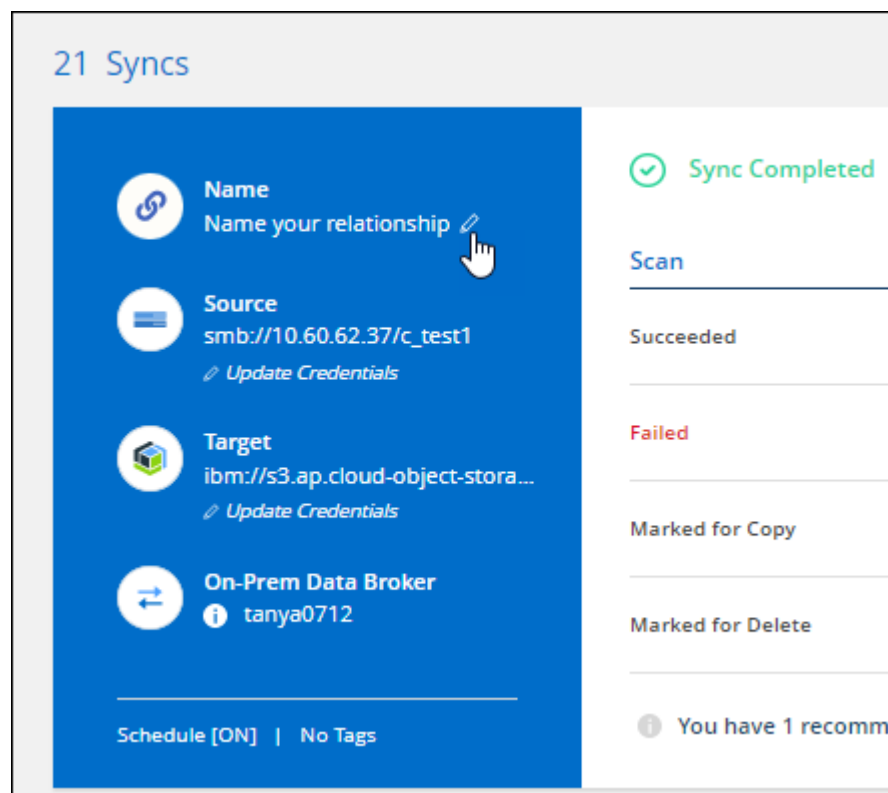 21 Syncs
Name
Name your relationship
Source
smb://10.60.62.37/c_test1
Update Credentials
Target
ibm://s3.ap.cloud-object-stora...
Update Credentials
On-Prem Data Broker
tanya0712
Schedule [ON] | No Tags
Sync Completed
Scan
Succeeded
Failed
Marked for Copy
Marked for Delete
You have 1 recomm